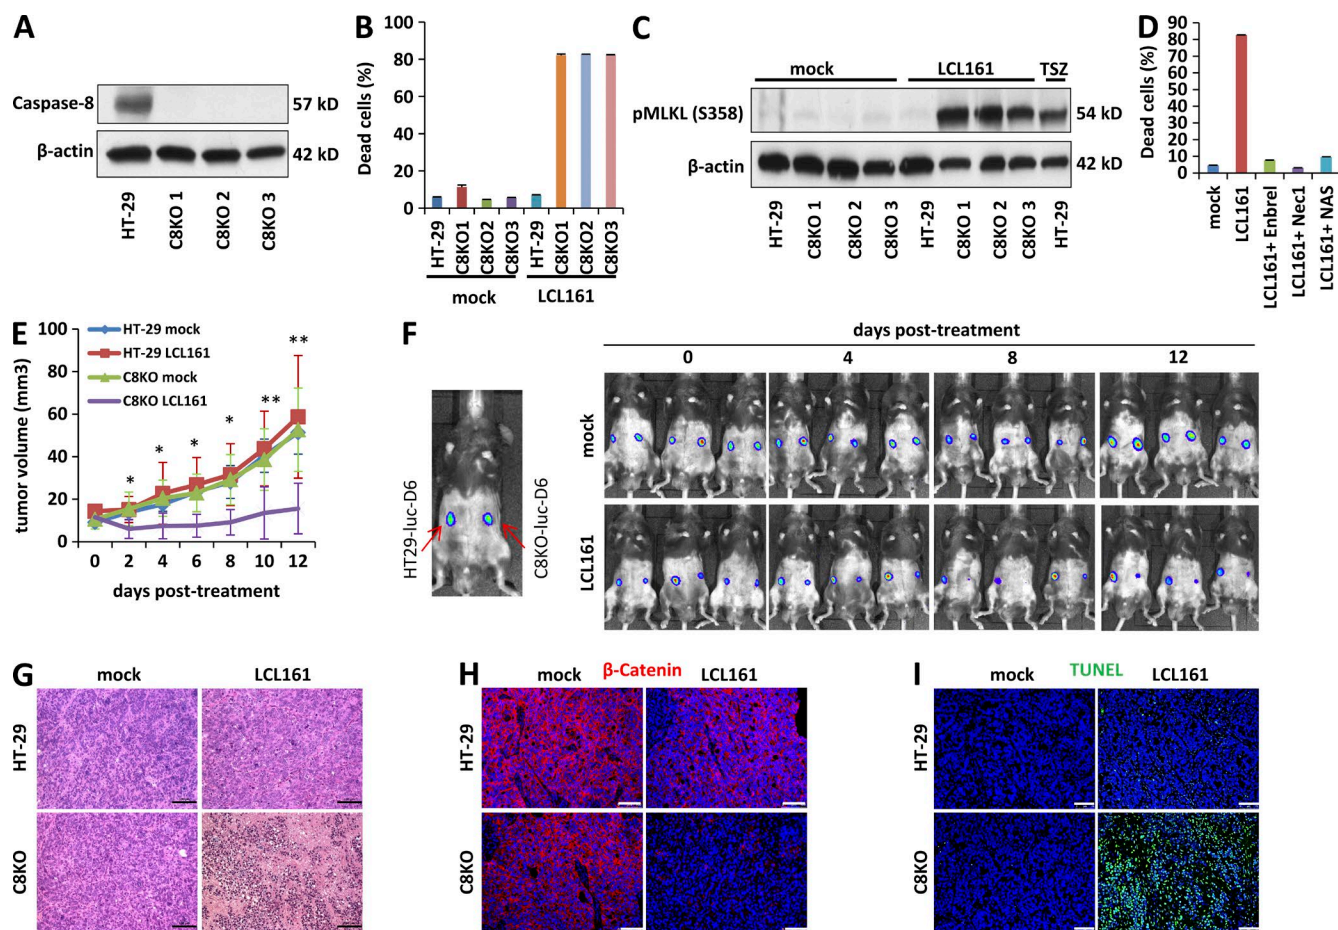 A
Caspase-8
57 kD
β-actin
42 kD
HT-29
C8KO 1
C8KO 2
C8KO 3
B
Dead cells (%)
100
80
60
40
20
0
HT-29
C8KO1
C8KO2
C8KO3
HT-29
C8KO1
C8KO2
C8KO3
mock
LCL161
C
mock
LCL161
TSZ
pMLKL (S358)
54 kD
β-actin
42 kD
HT-29
C8KO 1
C8KO 2
C8KO 3
HT-29
C8KO 1
C8KO 2
C8KO 3
HT-29
D
Dead cells (%)
90
80
70
60
50
40
30
20
10
0
mock
LCL161
LCL161+ Enbrel
LCL161+ Nec1
LCL161+ NAS
E
tumor volume (mm3)
100
80
60
40
20
0
HT-29 mock
HT-29 LCL161
C8KO mock
C8KO LCL161
*
*
*
*
**
**
0 2 4 6 8 10 12
days post-treatment
F
HT29-luc-D6
C8KO-luc-D6
days post-treatment
0 4 8 12
mock
LCL161
G
mock LCL161
HT-29
C8KO
H
β-Catenin
mock LCL161
HT-29
C8KO
I
TUNEL
mock LCL161
HT-29
C8KO